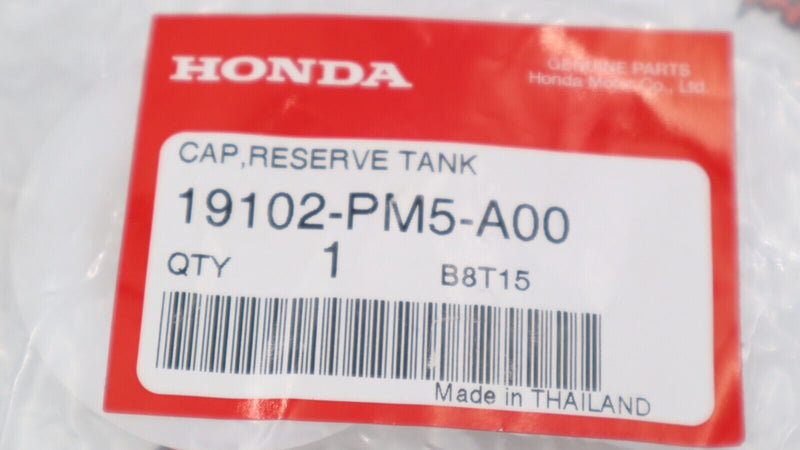 HONDA
GENUINE PARTS
Honda Motor Co., Ltd.
CAP,RESERVE TANK
19102-PM5-A00
QTY 1 B8T15
Made in THAILAND